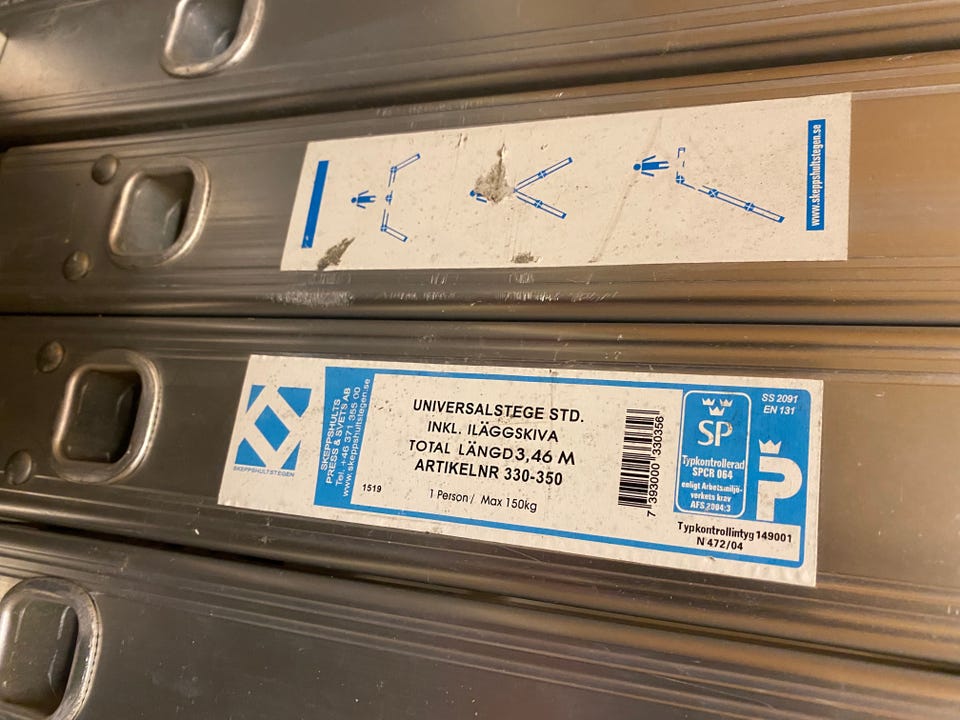 www.skeppshultstegen.se
SKEPPSHULTSTEGEN
SKEPPSHULTS
PRESS & SVETS AB
Tel. +46 371 355 00
www.skeppshultstegen.se
1519
UNIVERSALSTEGE STD.
INKL. ILÄGGSKIVA
TOTAL LÄNGD3,46 M
ARTIKELNR 330-350
1 Person / Max 150kg
7 393000 330356
SP
Typkontrollerad
SPCR 064
enligt Arbetsmiljö-
verkets krav
AFS 2004:3
SS 2091
EN 131
P
Typkontrollintyg 149001
N 472/04